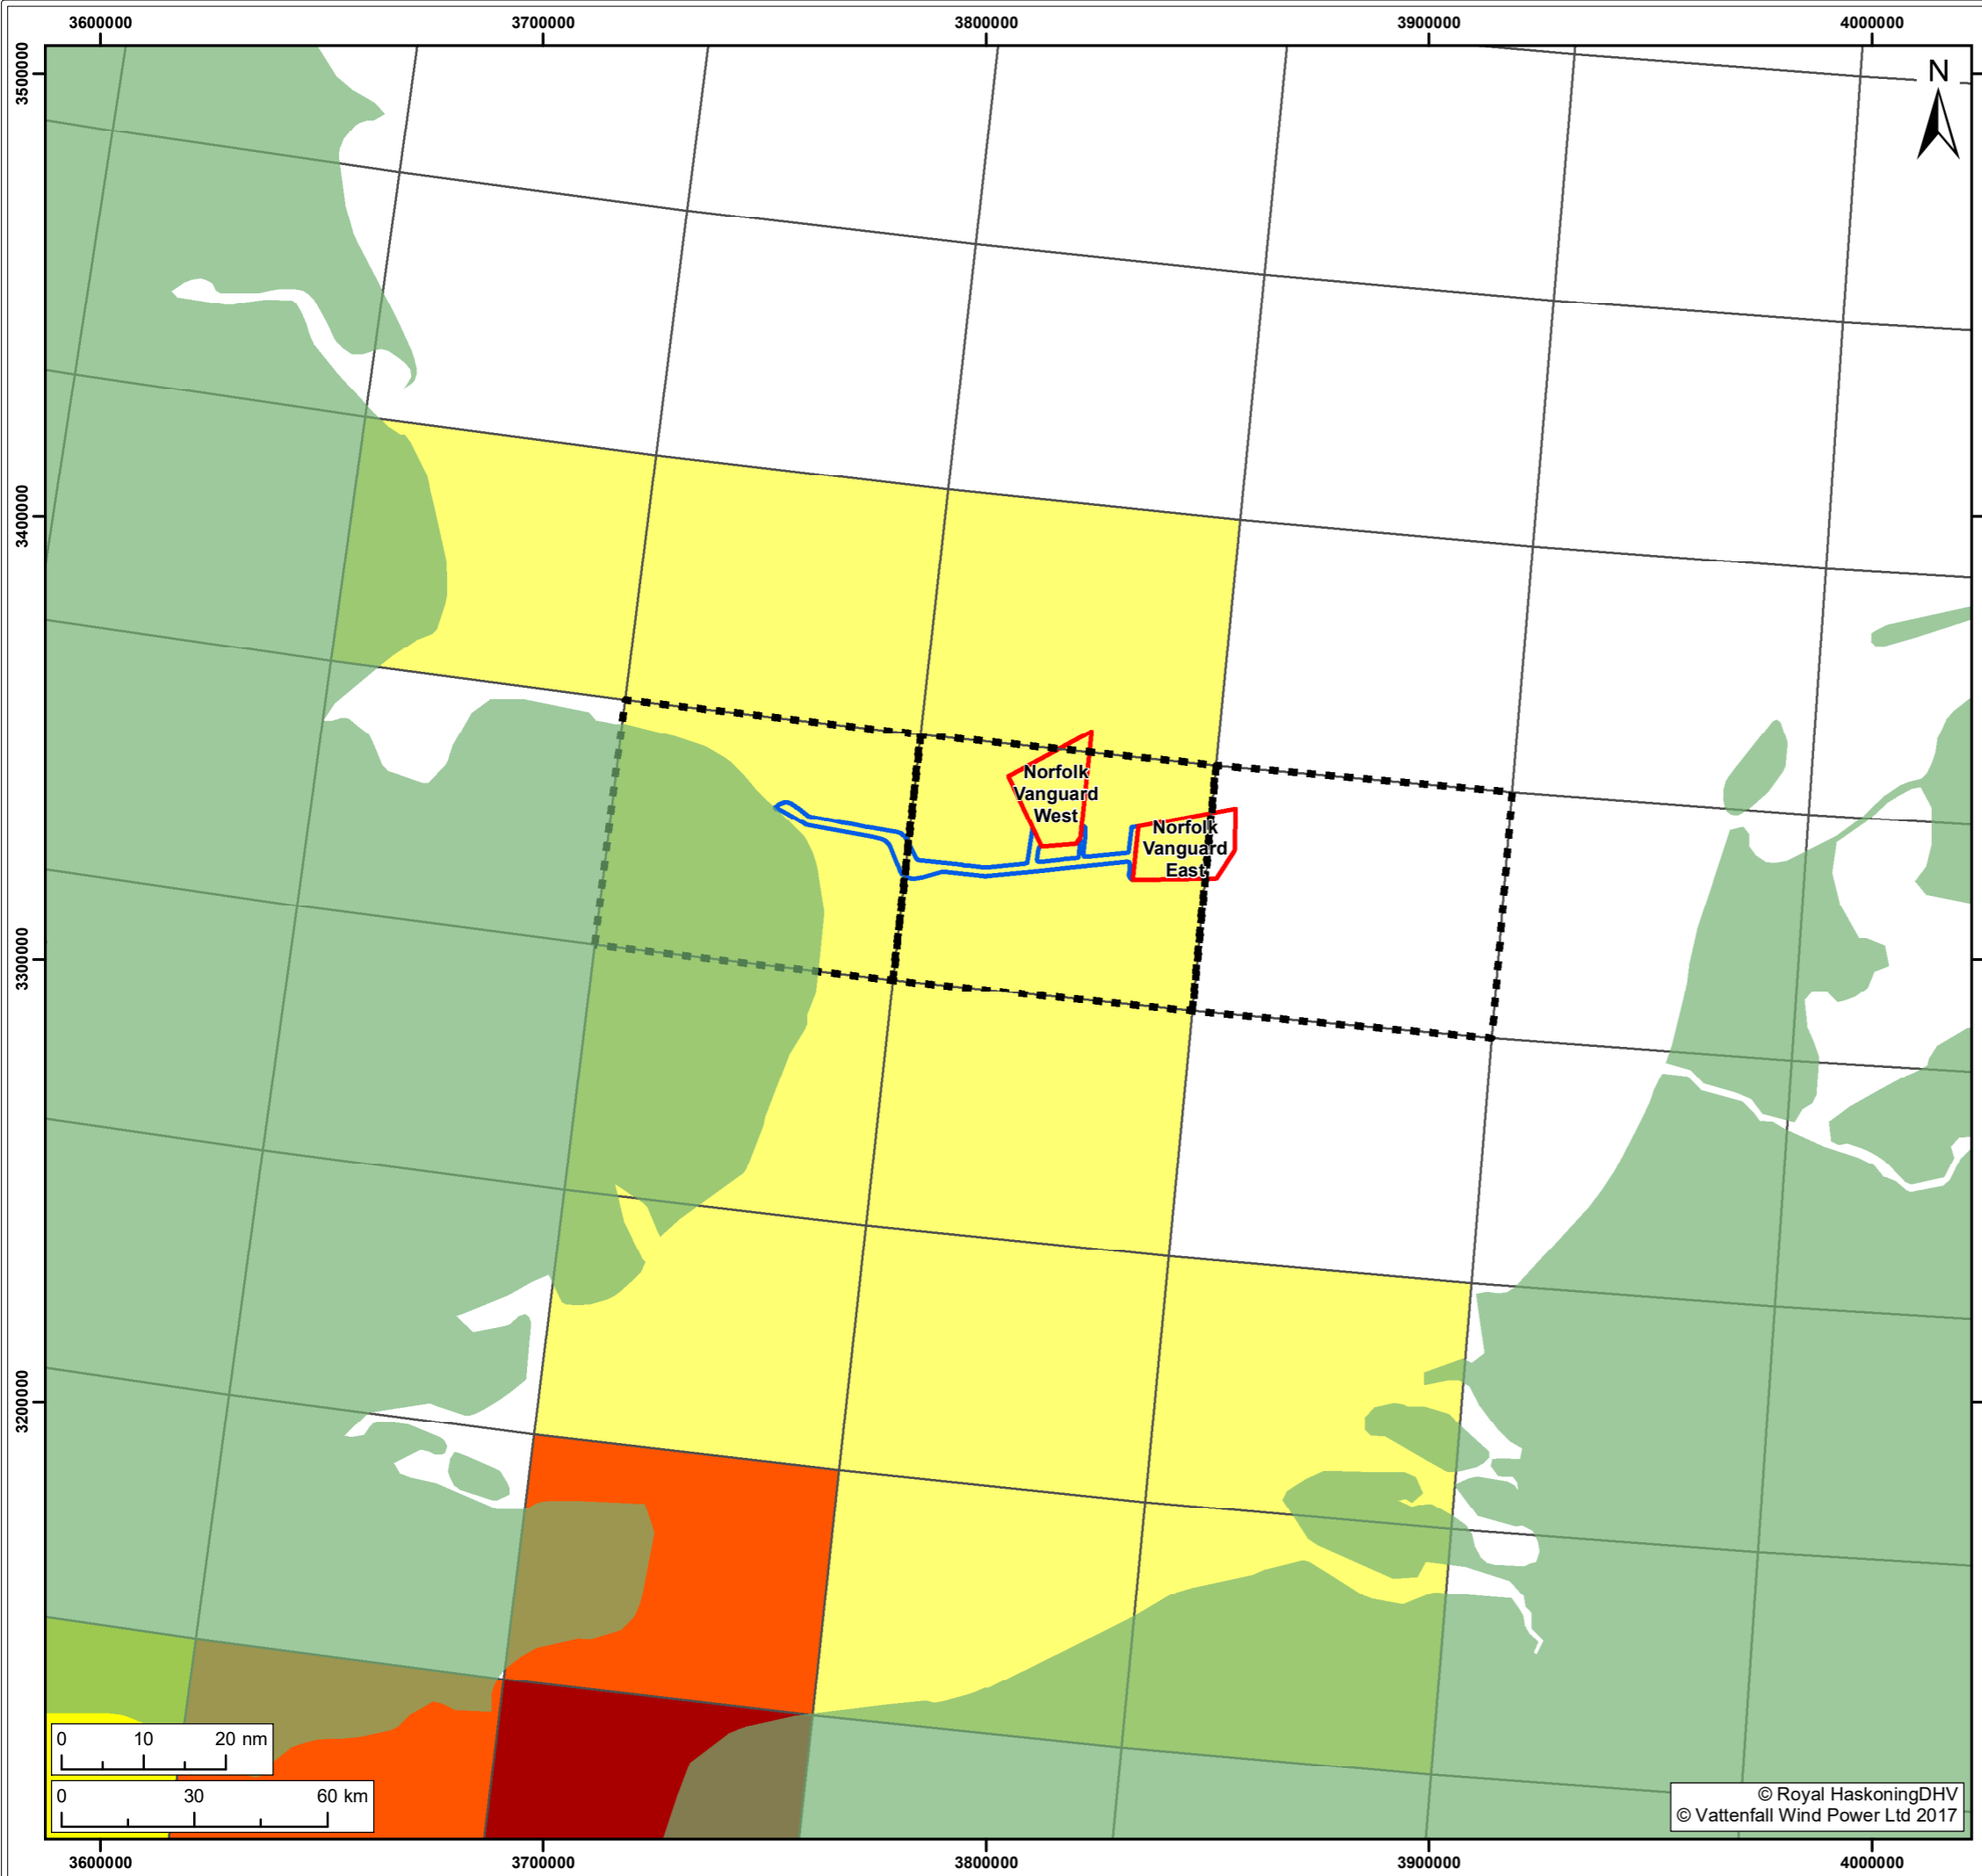 3600000 3700000 3800000 3900000 4000000
N
3500000
3400000
3300000
3200000
Norfolk
Vanguard
West
Norfolk
Vanguard
East
0 10 20 nm
0 30 60 km
© Royal HaskoningDHV
© Vattenfall Wind Power Ltd 2017
3600000 3700000 3800000 3900000 4000000